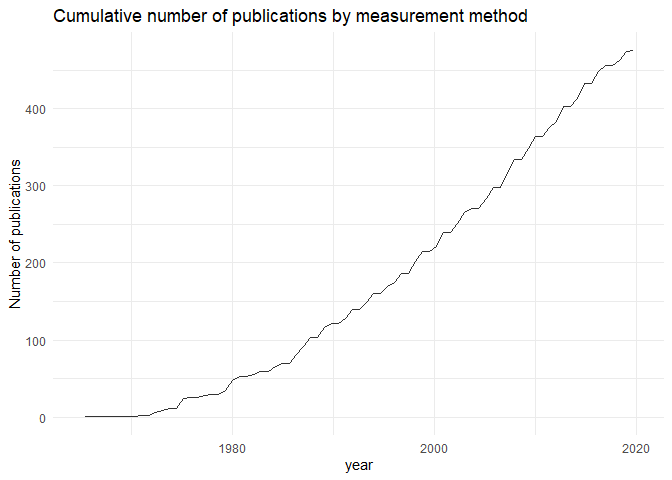 Cumulative number of publications by measurement method
Number of publications
400
300
200
100
0
1980
2000
2020
year